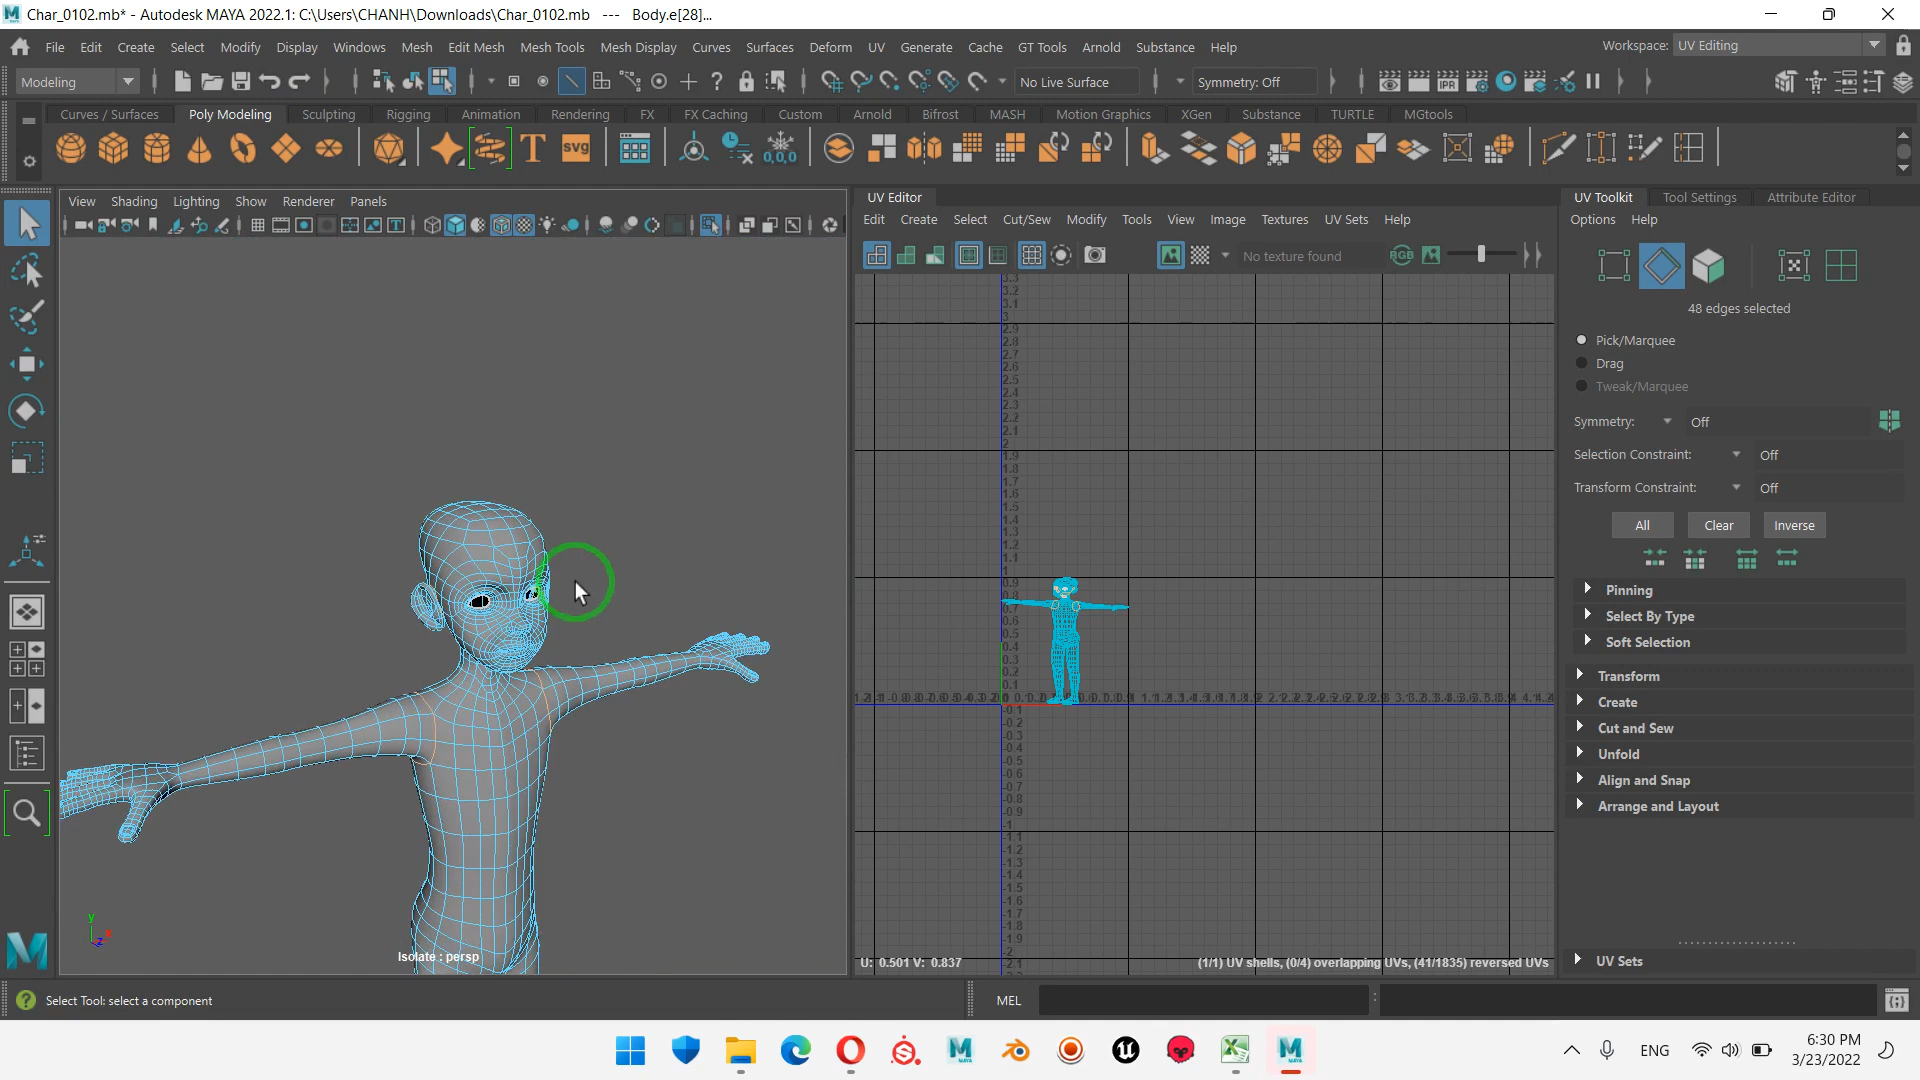 Char_0102.mb* - Autodesk MAYA 2022.1: C:\Users\CHANH\Downloads\Char_0102.mb --- Body.e[28]...
File Edit Create Select Modify Display Windows Mesh Edit Mesh Mesh Tools Mesh Display Curves Surfaces Deform UV Generate Cache GT Tools Arnold Substance Help
Workspace: UV Editing
Modeling
No Live Surface
Symmetry: Off
Curves / Surfaces Poly Modeling Sculpting Rigging Animation Rendering FX FX Caching Custom Arnold Bifrost MASH Motion Graphics XGen Substance TURTLE MGtools
View Shading Lighting Show Renderer Panels
UV Editor
Edit Create Select Cut/Sew Modify Tools View Image Textures UV Sets Help
No texture found
UV Toolkit Tool Settings Attribute Editor
Options Help
48 edges selected
Pick/Marquee
Drag
Tweak/Marquee
Symmetry: Off
Selection Constraint: Off
Transform Constraint: Off
All Clear Inverse
Pinning
Select By Type
Soft Selection
Transform
Create
Cut and Sew
Unfold
Align and Snap
Arrange and Layout
UV Sets
Isolate : persp
U: 0.501 V: 0.837
(1/1) UV shells, (0/4) overlapping UVs, (41/1835) reversed UVs
Select Tool: select a component
MEL
ENG
6:30 PM
3/23/2022